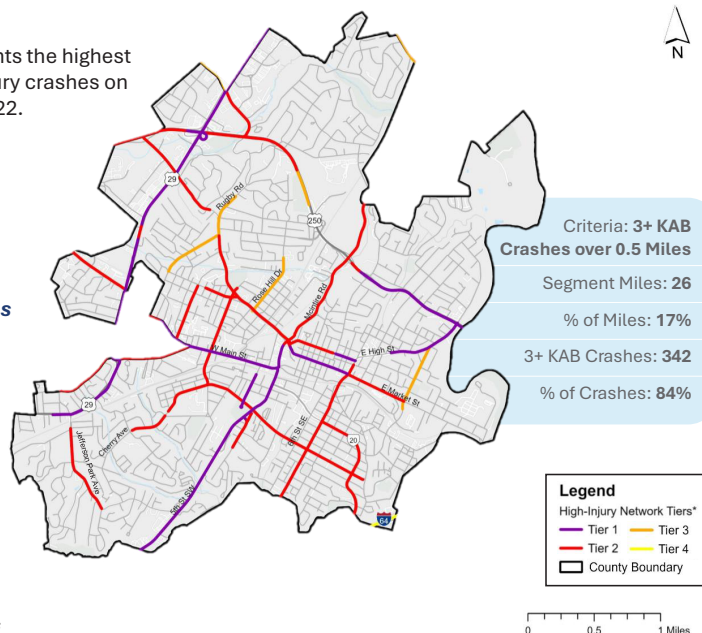 nts the highest
ury crashes on
22.
s
N
29
Rugby Rd
250
Rose Hill Dr
McIntire Rd
W Main St
E High St
E Market St
29
Cherry Ave
Jefferson Park Ave
6th St SE
20
5th St SW
64
Criteria: 3+ KAB
Crashes over 0.5 Miles
Segment Miles: 26
% of Miles: 17%
3+ KAB Crashes: 342
% of Crashes: 84%
Legend
High-Injury Network Tiers*
Tier 1 Tier 3
Tier 2 Tier 4
County Boundary
0 0.5 1 Miles